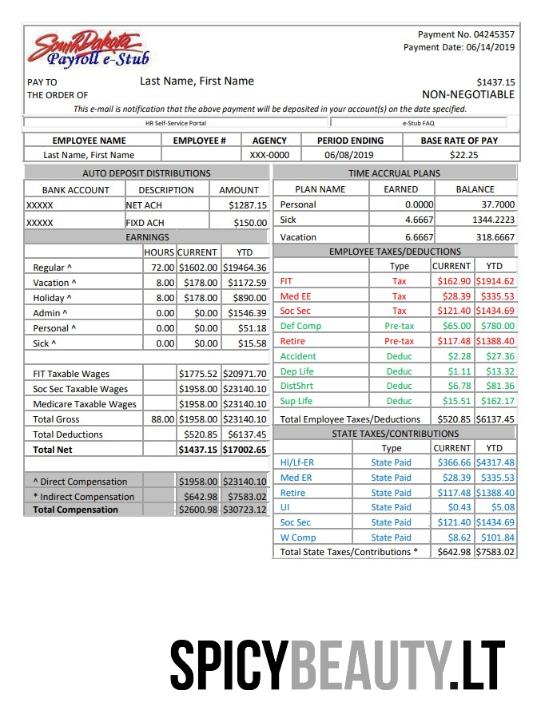 South Dakota
Payroll e-Stub
Payment No. 04245357
Payment Date: 06/14/2019
PAY TO
THE ORDER OF
Last Name, First Name
$1437.15
NON-NEGOTIABLE
This e-mail is notification that the above payment will be deposited in your account(s) on the date specified.
HR Self-Service Portal e-Stub FAQ
EMPLOYEE NAME EMPLOYEE # AGENCY PERIOD ENDING BASE RATE OF PAY
Last Name, First Name XXX-0000 06/08/2019 $22.25
AUTO DEPOSIT DISTRIBUTIONS
BANK ACCOUNT DESCRIPTION AMOUNT
XXXXX NET ACH $1287.15
XXXXX FIXD ACH $150.00
EARNINGS
HOURS CURRENT YTD
Regular ^ 72.00 $1602.00 $19464.36
Vacation ^ 8.00 $178.00 $1172.59
Holiday ^ 8.00 $178.00 $890.00
Admin ^ 0.00 $0.00 $1546.39
Personal ^ 0.00 $0.00 $51.18
Sick ^ 0.00 $0.00 $15.58
FIT Taxable Wages $1775.52 $20971.70
Soc Sec Taxable Wages $1958.00 $23140.10
Medicare Taxable Wages $1958.00 $23140.10
Total Gross 88.00 $1958.00 $23140.10
Total Deductions $520.85 $6137.45
Total Net $1437.15 $17002.65
^ Direct Compensation $1958.00 $23140.10
* Indirect Compensation $642.98 $7583.02
Total Compensation $2600.98 $30723.12
TIME ACCRUAL PLANS
PLAN NAME EARNED BALANCE
Personal 0.0000 37.7000
Sick 4.6667 1344.2223
Vacation 6.6667 318.6667
EMPLOYEE TAXES/DEDUCTIONS
Type CURRENT YTD
FIT Tax $162.90 $1914.62
Med EE Tax $28.39 $335.53
Soc Sec Tax $121.40 $1434.69
Def Comp Pre-tax $65.00 $780.00
Retire Pre-tax $117.48 $1388.40
Accident Deduc $2.28 $27.36
Dep Life Deduc $1.11 $13.32
DistShrt Deduc $6.78 $81.36
Sup Life Deduc $15.51 $162.17
Total Employee Taxes/Deductions $520.85 $6137.45
STATE TAXES/CONTRIBUTIONS
Type CURRENT YTD
Hl/Lf-ER State Paid $366.66 $4317.48
Med ER State Paid $28.39 $335.53
Retire State Paid $117.48 $1388.40
UI State Paid $0.43 $5.08
Soc Sec State Paid $121.40 $1434.69
W Comp State Paid $8.62 $101.84
Total State Taxes/Contributions * $642.98 $7583.02
SPICYBEAUTY.LT